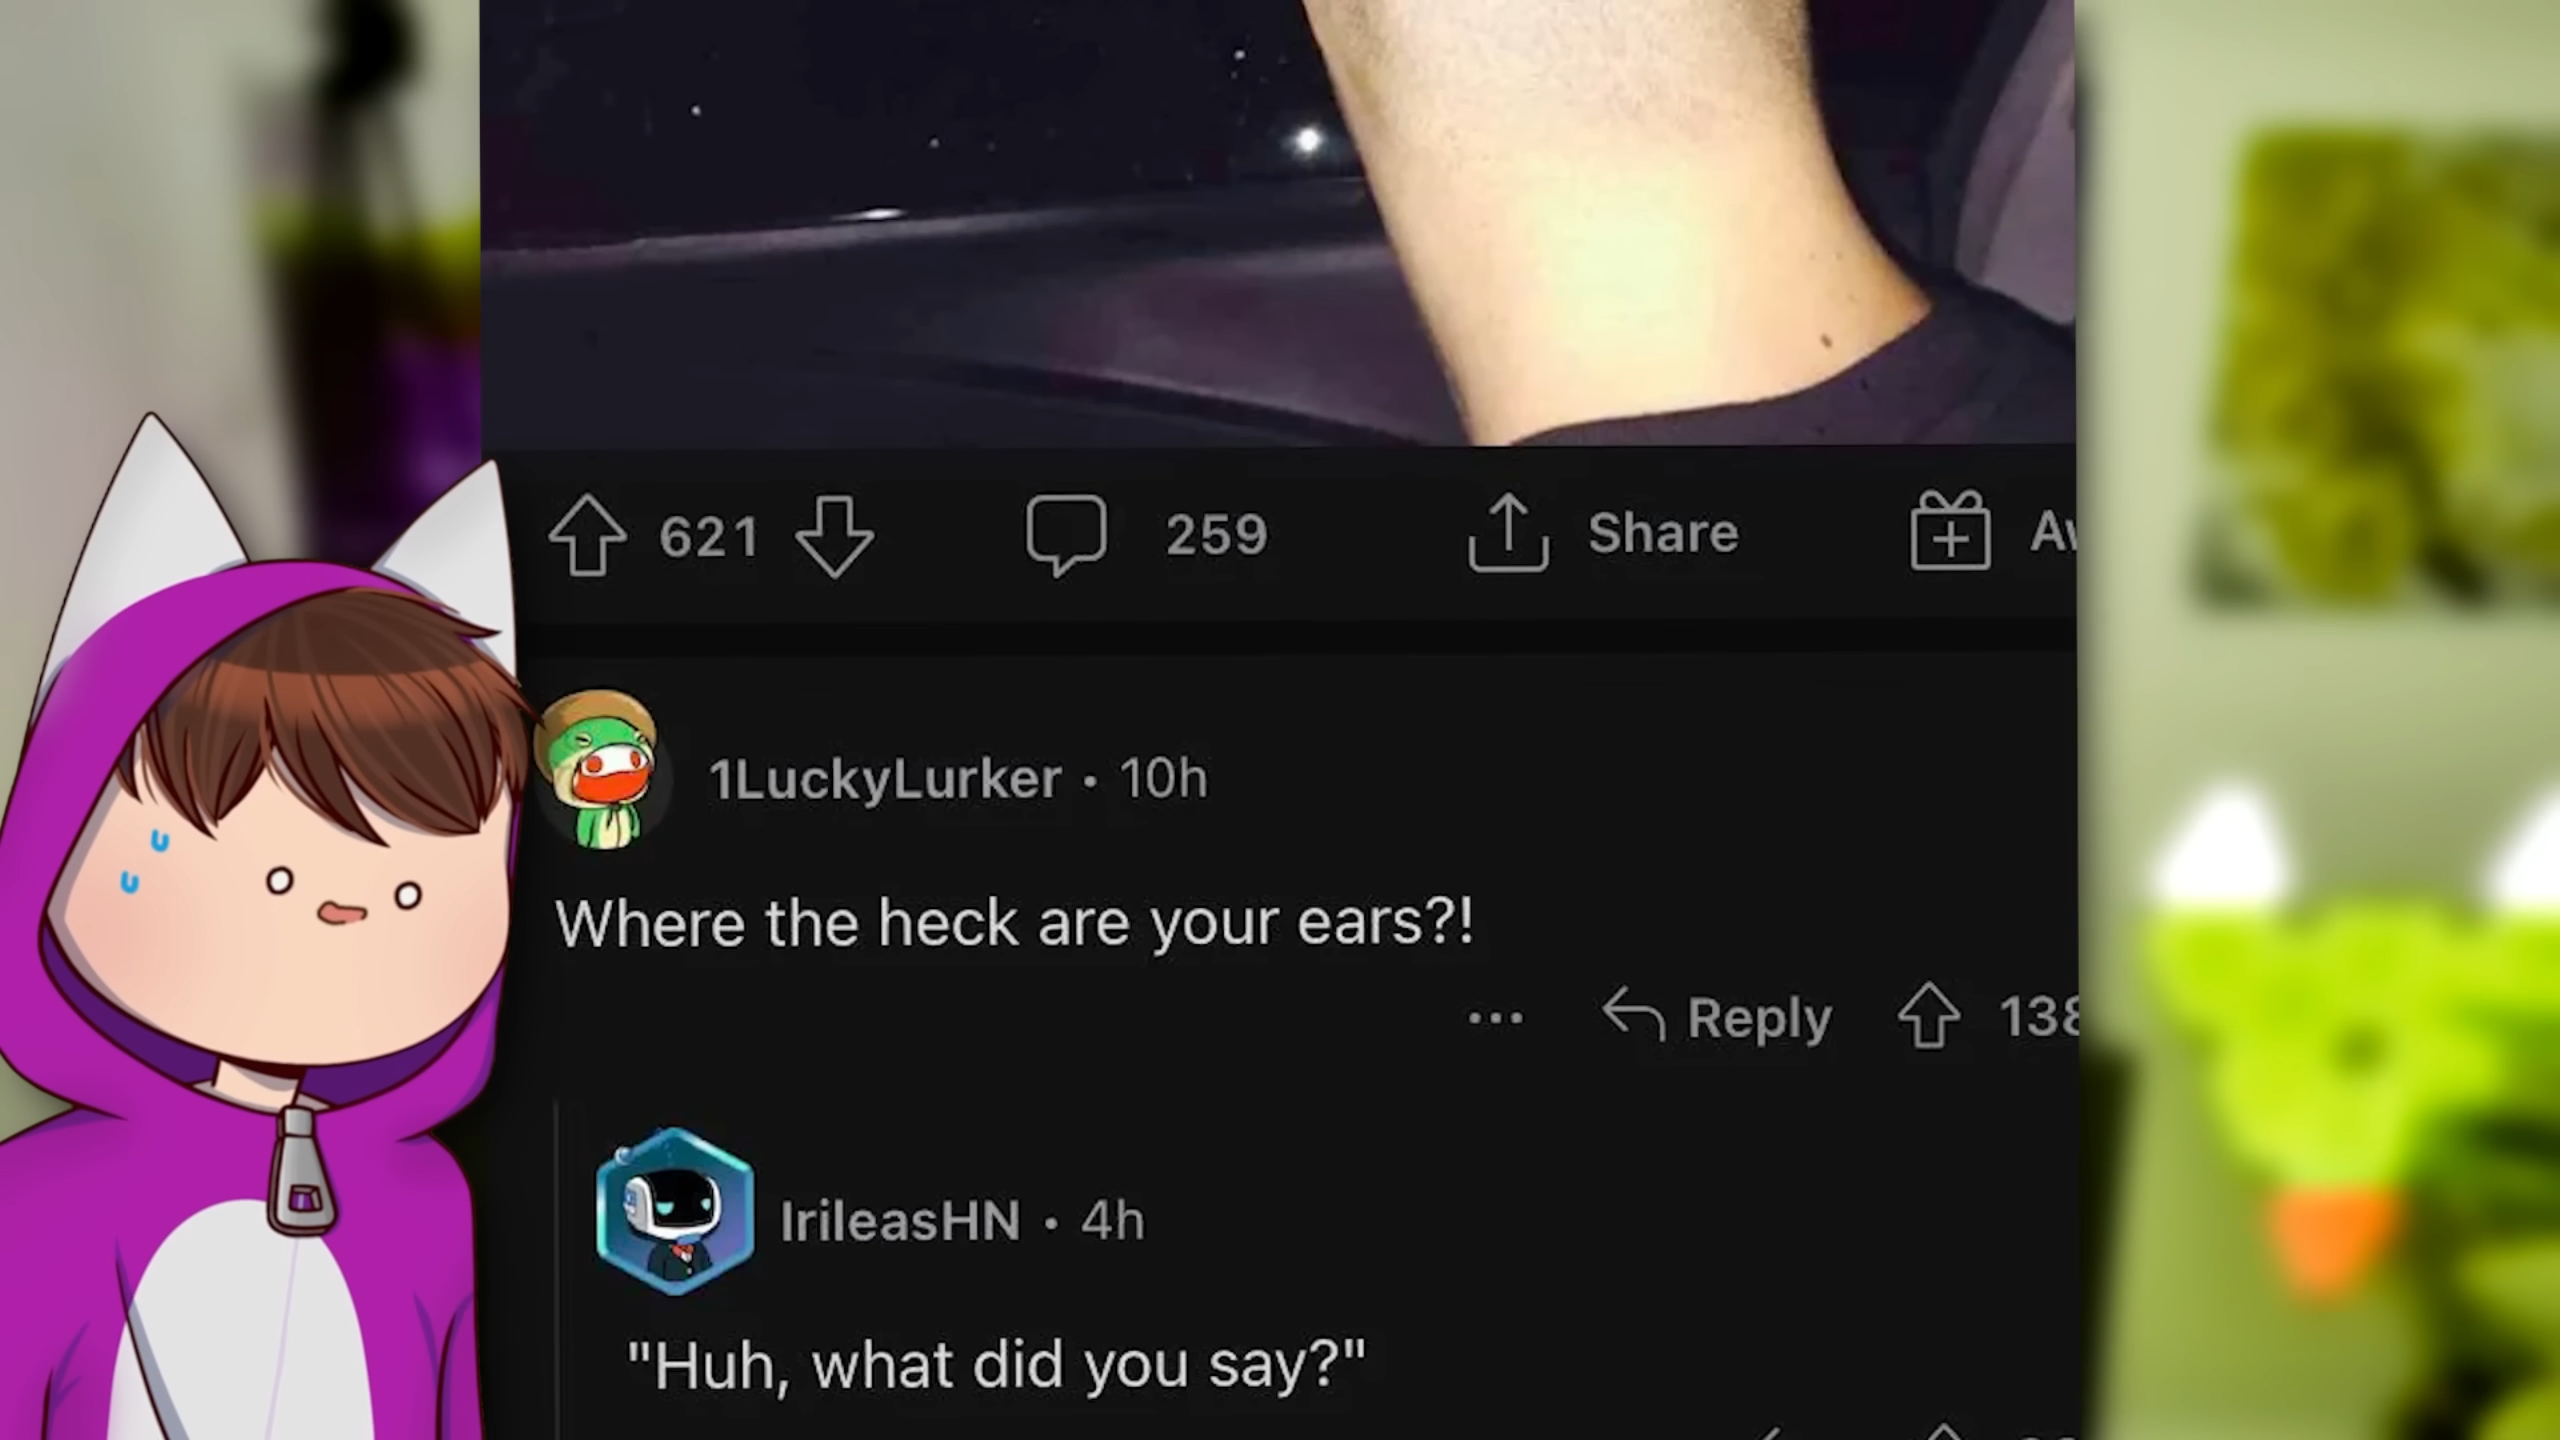 621 259 Share
1LuckyLurker • 10h
Where the heck are your ears?!
... Reply 138
IrileasHN • 4h
"Huh, what did you say?"